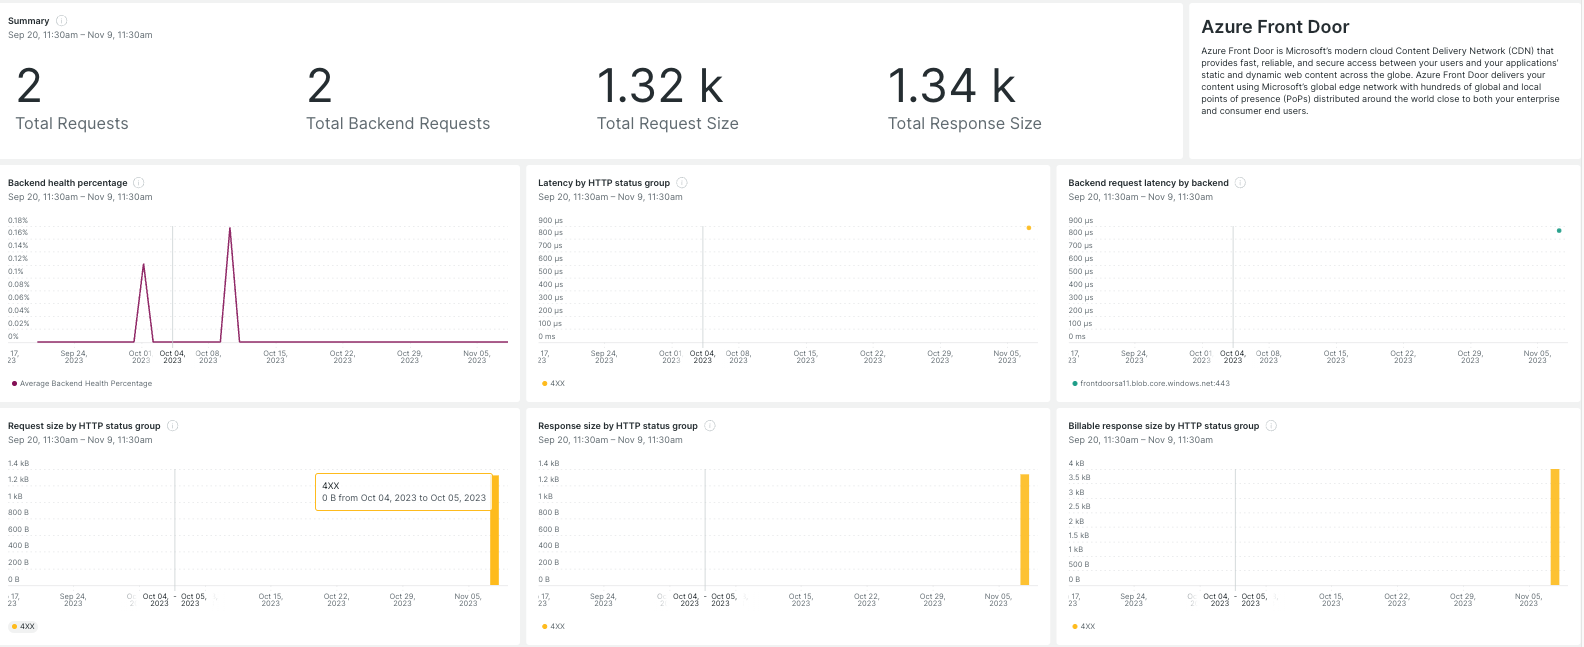 Summary
Sep 20, 11:30am – Nov 9, 11:30am
2
Total Requests
2
Total Backend Requests
1.32 k
Total Request Size
1.34 k
Total Response Size
Azure Front Door
Azure Front Door is Microsoft's modern cloud Content Delivery Network (CDN) that
provides fast, reliable, and secure access between your users and your applications'
static and dynamic web content across the globe. Azure Front Door delivers your
content using Microsoft's global edge network with hundreds of global and local
points of presence (PoPs) distributed around the world close to both your enterprise
and consumer end users.
Backend health percentage
Sep 20, 11:30am – Nov 9, 11:30am
0.18%
0.16%
0.14%
0.12%
0.1%
0.08%
0.06%
0.04%
0.02%
0%
17, Sep 24, Oct 01 Oct 04, Oct 08, Oct 15, Oct 22, Oct 29, Nov 05,
23 2023 2023 2023 2023 2023 2023 2023 2023
Average Backend Health Percentage
Latency by HTTP status group
Sep 20, 11:30am – Nov 9, 11:30am
900 µs
800 µs
700 µs
600 µs
500 µs
400 µs
300 µs
200 µs
100 µs
0 ms
17, Sep 24, Oct 01 Oct 04, Oct 08, Oct 15, Oct 22, Oct 29, Nov 05,
23 2023 2023 2023 2023 2023 2023 2023 2023
4XX
Backend request latency by backend
Sep 20, 11:30am – Nov 9, 11:30am
900 µs
800 µs
700 µs
600 µs
500 µs
400 µs
300 µs
200 µs
100 µs
0 ms
17, Sep 24, Oct 01 Oct 04, Oct 08, Oct 15, Oct 22, Oct 29, Nov 05,
23 2023 2023 2023 2023 2023 2023 2023 2023
frontdoorsa11.blob.core.windows.net:443
Request size by HTTP status group
Sep 20, 11:30am – Nov 9, 11:30am
1.4 kB
1.2 kB
1 kB
800 B
600 B
400 B
200 B
0 B
4XX
0 B from Oct 04, 2023 to Oct 05, 2023
17, Sep 24, Oct 04, - Oct 05, Oct 15, Oct 22, Oct 29, Nov 05,
23 2023 2023 2023 2023 2023 2023 2023
4XX
Response size by HTTP status group
Sep 20, 11:30am – Nov 9, 11:30am
1.4 kB
1.2 kB
1 kB
800 B
600 B
400 B
200 B
0 B
17, Sep 24, Oct 04, - Oct 05, Oct 15, Oct 22, Oct 29, Nov 05,
23 2023 2023 2023 2023 2023 2023 2023
4XX
Billable response size by HTTP status group
Sep 20, 11:30am – Nov 9, 11:30am
4 kB
3.5 kB
3 kB
2.5 kB
2 kB
1.5 kB
1 kB
500 B
0 B
17, Sep 24, Oct 04, - Oct 05, Oct 15, Oct 22, Oct 29, Nov 05,
23 2023 2023 2023 2023 2023 2023 2023
4XX